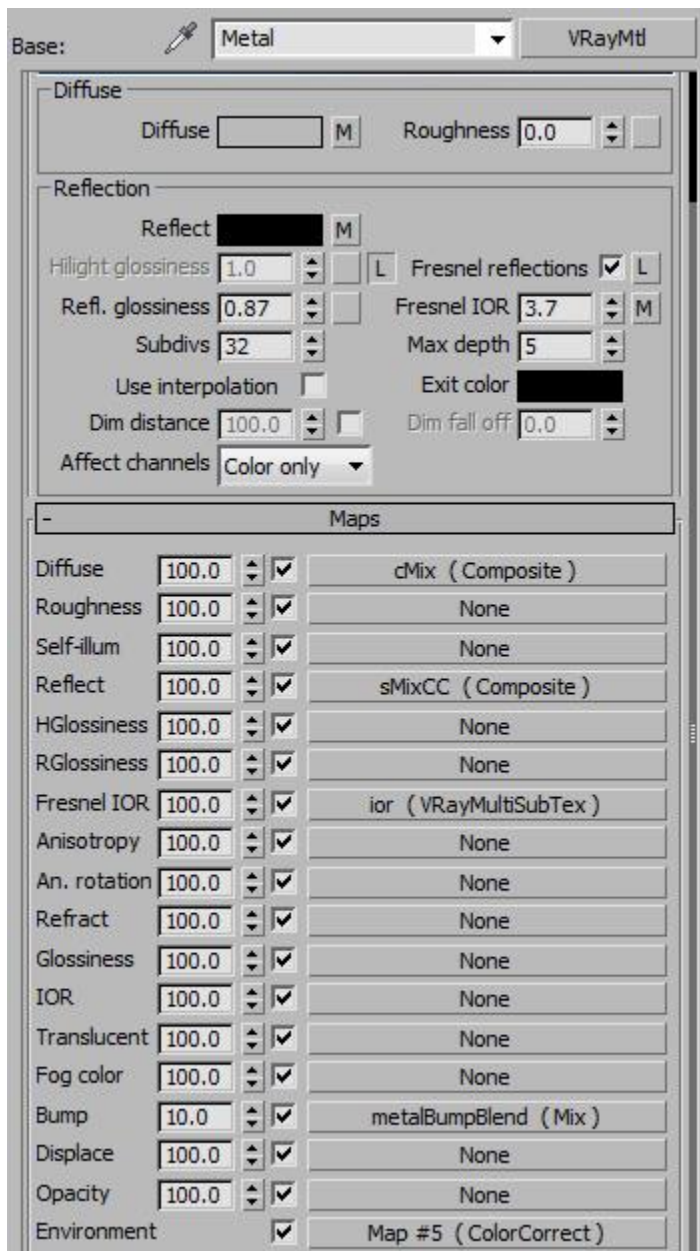 Base: Metal VRayMtl
Diffuse
Diffuse M Roughness 0.0
Reflection
Reflect M
Hilight glossiness 1.0 L Fresnel reflections L
Refl. glossiness 0.87 Fresnel IOR 3.7 M
Subdivs 32 Max depth 5
Use interpolation Exit color
Dim distance 100.0 Dim fall off 0.0
Affect channels Color only
- Maps
Diffuse 100.0 cMix ( Composite )
Roughness 100.0 None
Self-illum 100.0 None
Reflect 100.0 sMixCC ( Composite )
HGlossiness 100.0 None
RGlossiness 100.0 None
Fresnel IOR 100.0 ior ( VRayMultiSubTex )
Anisotropy 100.0 None
An. rotation 100.0 None
Refract 100.0 None
Glossiness 100.0 None
IOR 100.0 None
Translucent 100.0 None
Fog color 100.0 None
Bump 10.0 metalBumpBlend ( Mix )
Displace 100.0 None
Opacity 100.0 None
Environment Map #5 ( ColorCorrect )